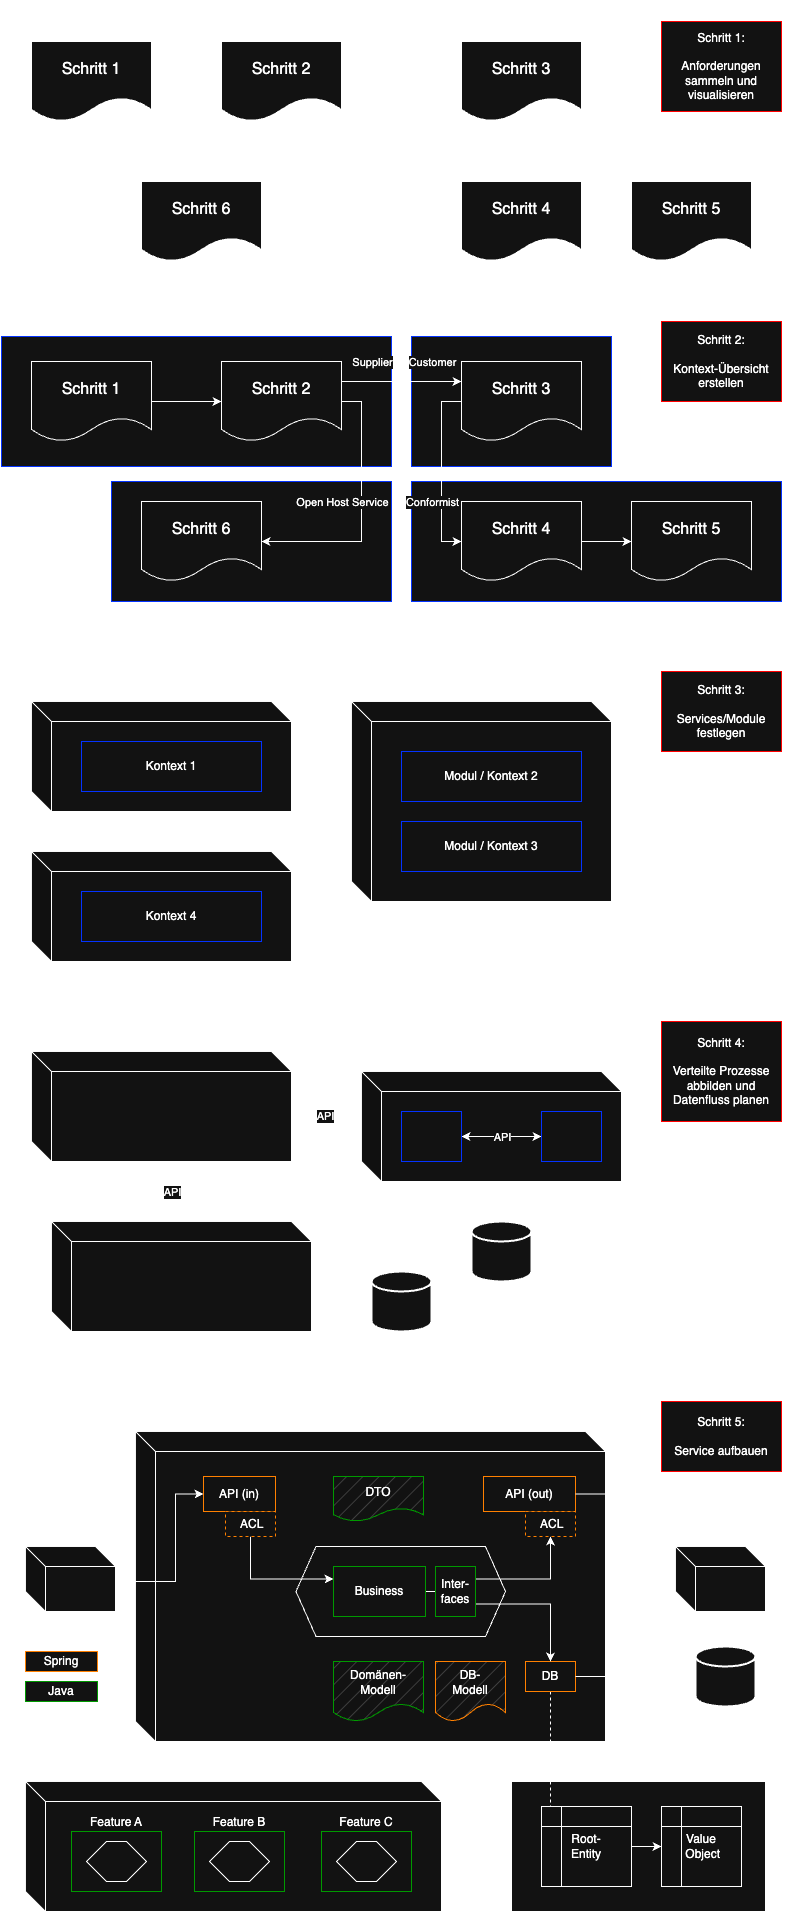 Schritt 1
Schritt 2
Schritt 3
Schritt 1:
Anforderungen
sammeln und
visualisieren
Schritt 6
Schritt 4
Schritt 5
Schritt 2:
Kontext-Übersicht
erstellen
Supplier
Customer
Schritt 1
Schritt 2
Schritt 3
Open Host Service
Conformist
Schritt 6
Schritt 4
Schritt 5
Schritt 3:
Services/Module
festlegen
Kontext 1
Modul / Kontext 2
Modul / Kontext 3
Kontext 4
Schritt 4:
Verteilte Prozesse
abbilden und
Datenfluss planen
API
API
API
Schritt 5:
Service aufbauen
API (in)
DTO
API (out)
ACL
ACL
Business
Inter-
faces
Spring
Java
Domänen-
Modell
DB-
Modell
DB
Feature A
Feature B
Feature C
Root-
Entity
Value
Object